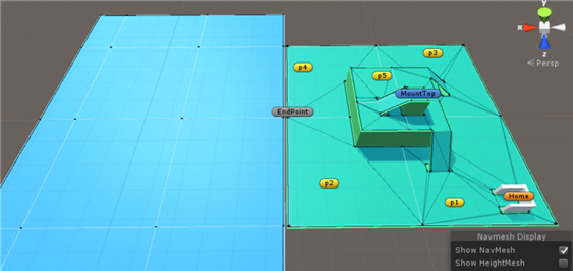 y
x
z
Persp
p3
p4
p5
MountTop
EndPoint
p2
p1
Home
Navmesh Display
Show NavMesh
Show HeightMesh